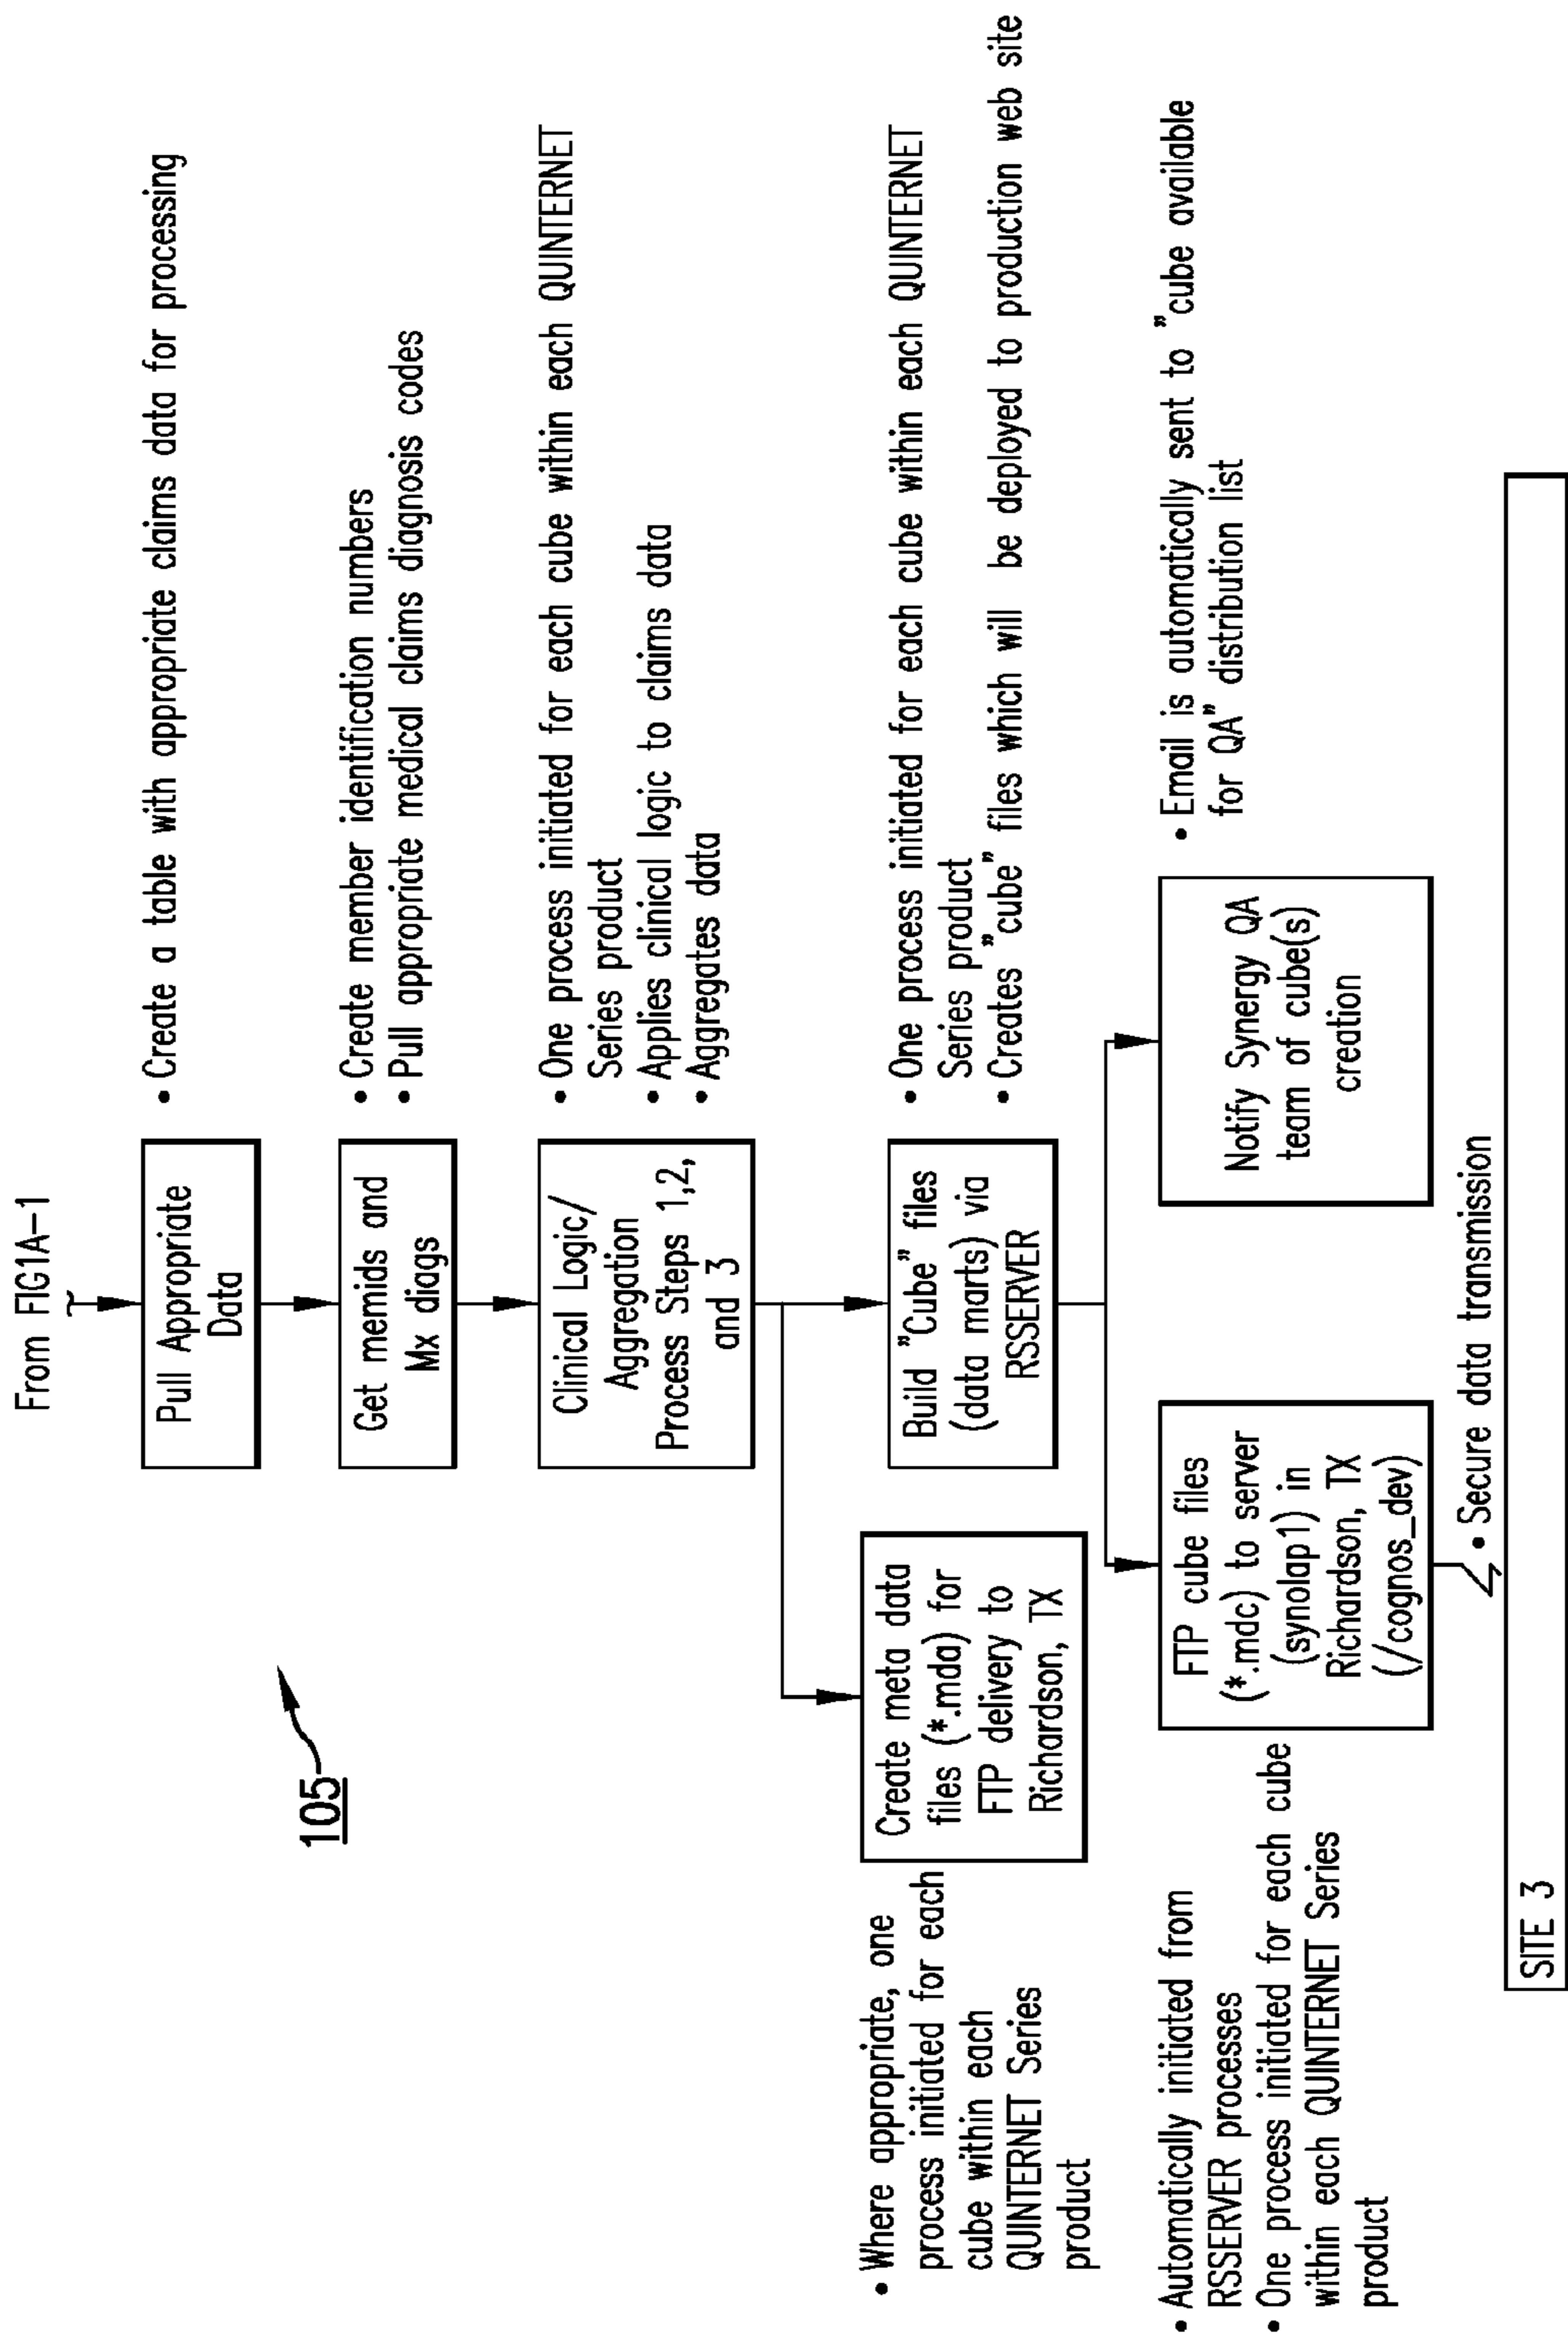 From FIG1A-1
105
Pull Appropriate
Data
• Create a table with appropriate claims data for processing
Get memids and
Mx diags
• Create member identification numbers
• Pull appropriate medical claims diagnosis codes
Clinical Logic/
Aggregation
Process Steps 1,2,
and 3
• One process initiated for each cube within each QUINTERNET
Series product
• Applies clinical logic to claims data
• Aggregates data
• Where appropriate, one
process initiated for each
cube within each
QUINTERNET Series
product
Create meta data
files (*.mda) for
FTP delivery to
Richardson, TX
Build "Cube" files
(data marts) via
RSSERVER
• One process initiated for each cube within each QUINTERNET
Series product
• Creates "cube" files which will be deployed to production web site
• Automatically initiated from
RSSERVER processes
• One process initiated for each cube
within each QUINTERNET Series
product
FTP cube files
(*.mdc) to server
(synolap1) in
Richardson, TX
(/cognos_dev)
Notify Synergy QA
team of cube(s)
creation
• Email is automatically sent to "cube available
for QA" distribution list
• Secure data transmission
SITE 3